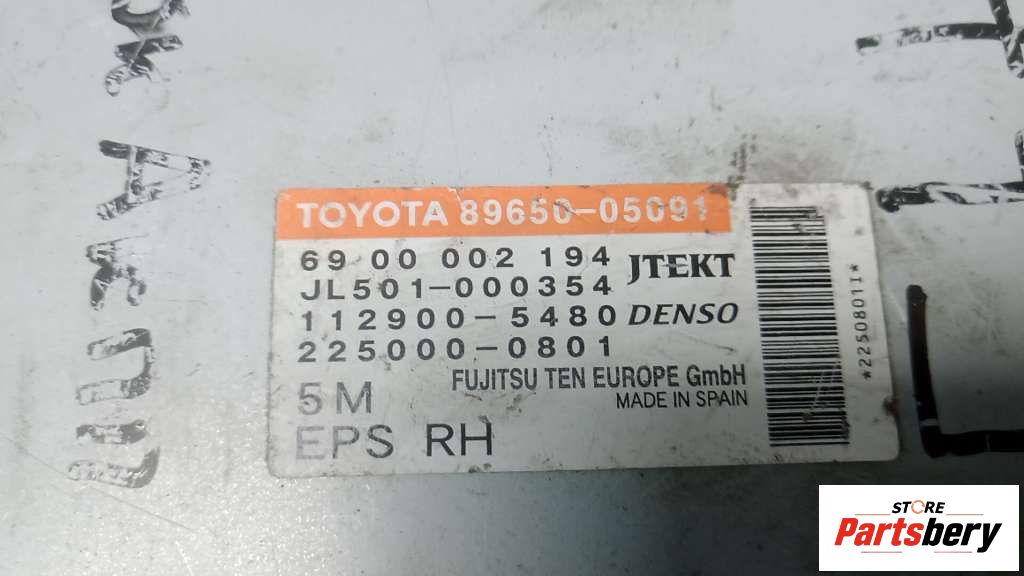 TOYOTA 89650-05091
69 00 002 194 JTEKT
JL501-000354
112900-5480 DENSO
225000-0801
FUJITSU TEN EUROPE GmbH
5M MADE IN SPAIN
EPS RH
*22508011*
STORE
Partsbery